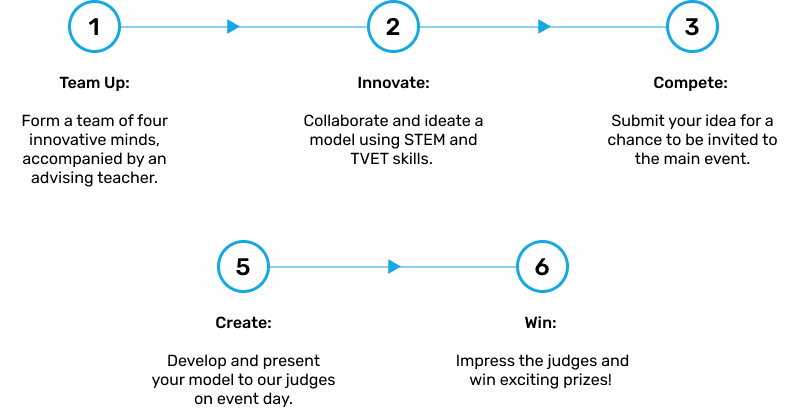 1
2
3
Team Up:
Form a team of four
innovative minds,
accompanied by an
advising teacher.
Innovate:
Collaborate and ideate a
model using STEM and
TVET skills.
Compete:
Submit your idea for a
chance to be invited to
the main event.
5
6
Create:
Develop and present
your model to our judges
on event day.
Win:
Impress the judges and
win exciting prizes!